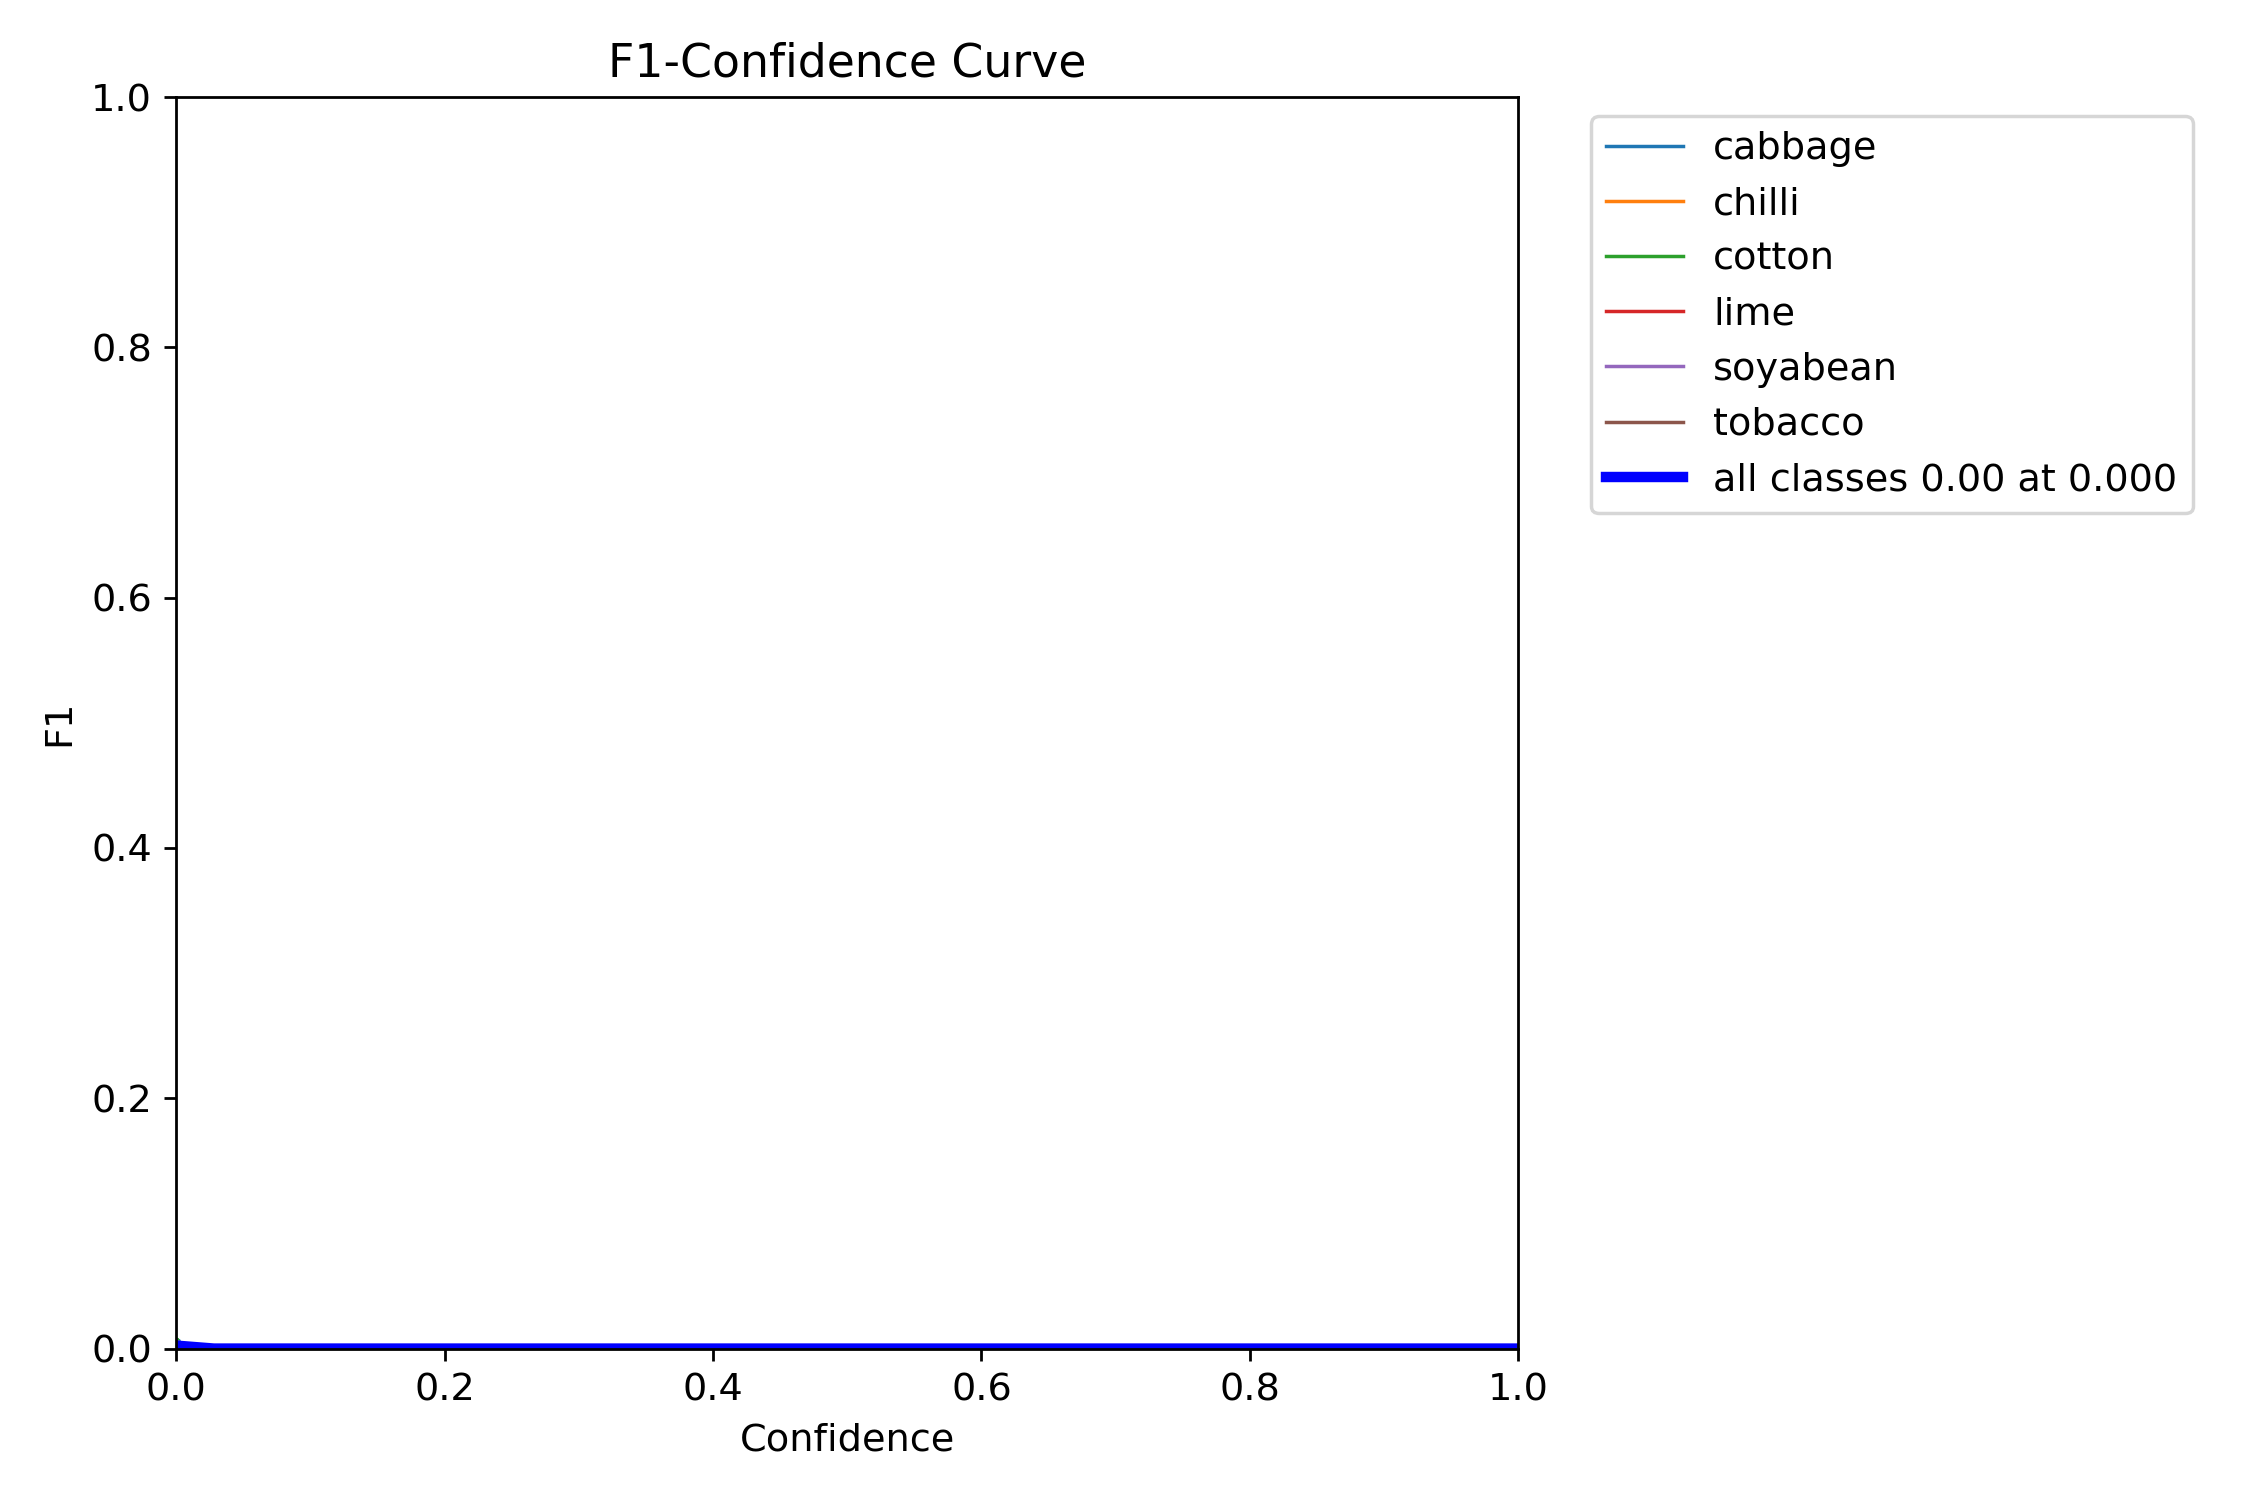 F1-Confidence Curve
1.0
0.8
0.6
0.4
0.2
0.0
F1
0.0 0.2 0.4 0.6 0.8 1.0
Confidence
cabbage
chilli
cotton
lime
soyabean
tobacco
all classes 0.00 at 0.000